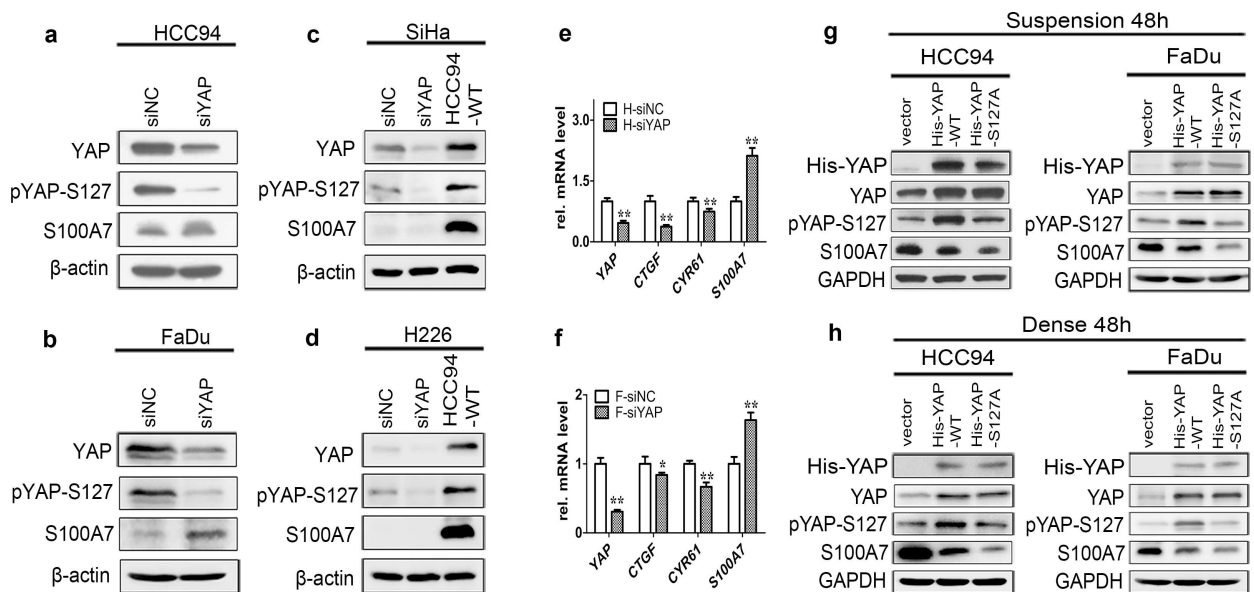 a
HCC94
siNC
siYAP
YAP
pYAP-S127
S100A7
β-actin
b
FaDu
siNC
siYAP
YAP
pYAP-S127
S100A7
β-actin
c
SiHa
siNC
siYAP
HCC94
-WT
YAP
pYAP-S127
S100A7
β-actin
d
H226
siNC
siYAP
HCC94
-WT
YAP
pYAP-S127
S100A7
β-actin
e
H-siNC
H-siYAP
rel. mRNA level
3.0
1.5
0.0
** ** ** **
YAP CTGF CYR61 S100A7
f
F-siNC
F-siYAP
rel. mRNA level
2
1
0
** * ** **
YAP CTGF CYR61 S100A7
g
Suspension 48h
HCC94
vector
His-YAP
-WT
His-YAP
-S127A
His-YAP
YAP
pYAP-S127
S100A7
GAPDH
FaDu
vector
His-YAP
-WT
His-YAP
-S127A
His-YAP
YAP
pYAP-S127
S100A7
GAPDH
h
Dense 48h
HCC94
vector
His-YAP
-WT
His-YAP
-S127A
His-YAP
YAP
pYAP-S127
S100A7
GAPDH
FaDu
vector
His-YAP
-WT
His-YAP
-S127A
His-YAP
YAP
pYAP-S127
S100A7
GAPDH